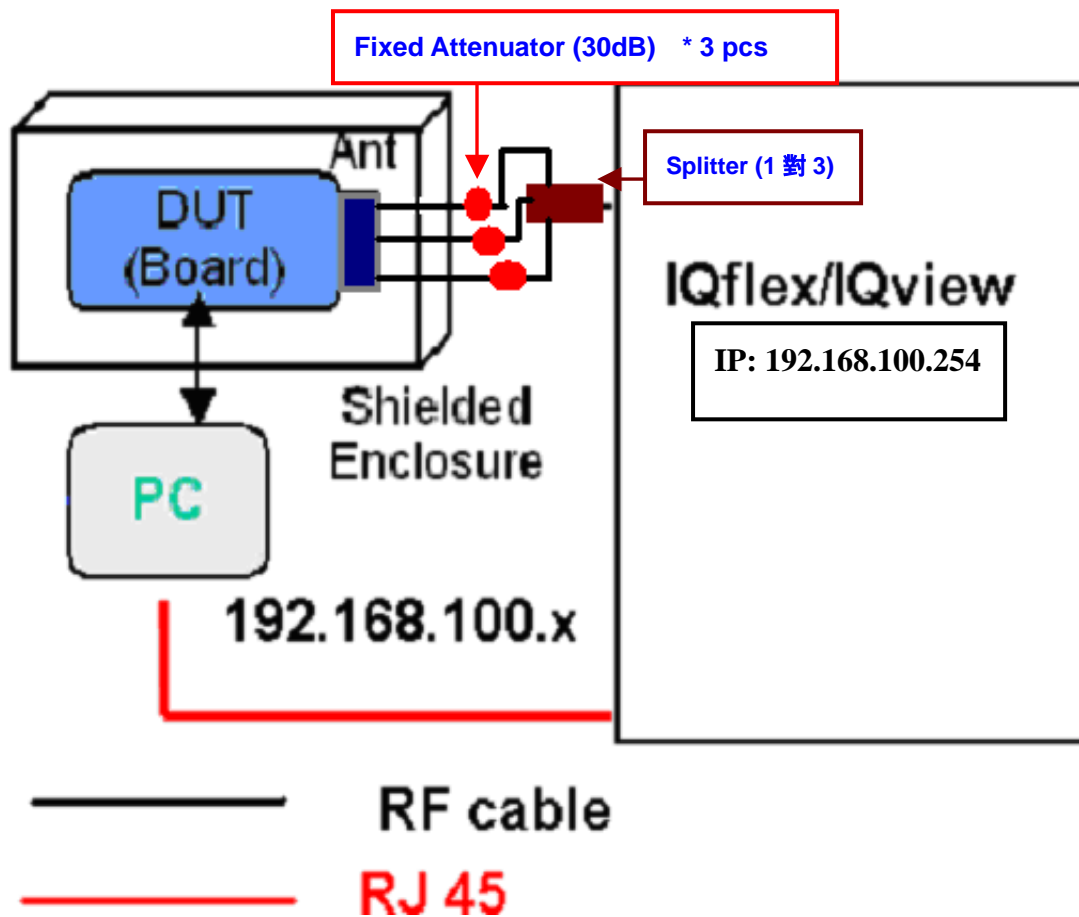 Fixed Attenuator (30dB) * 3 pcs
Ant
Splitter (1 對 3)
DUT
(Board)
IQflex/IQview
IP: 192.168.100.254
Shielded
Enclosure
PC
192.168.100.x
RF cable
RJ 45